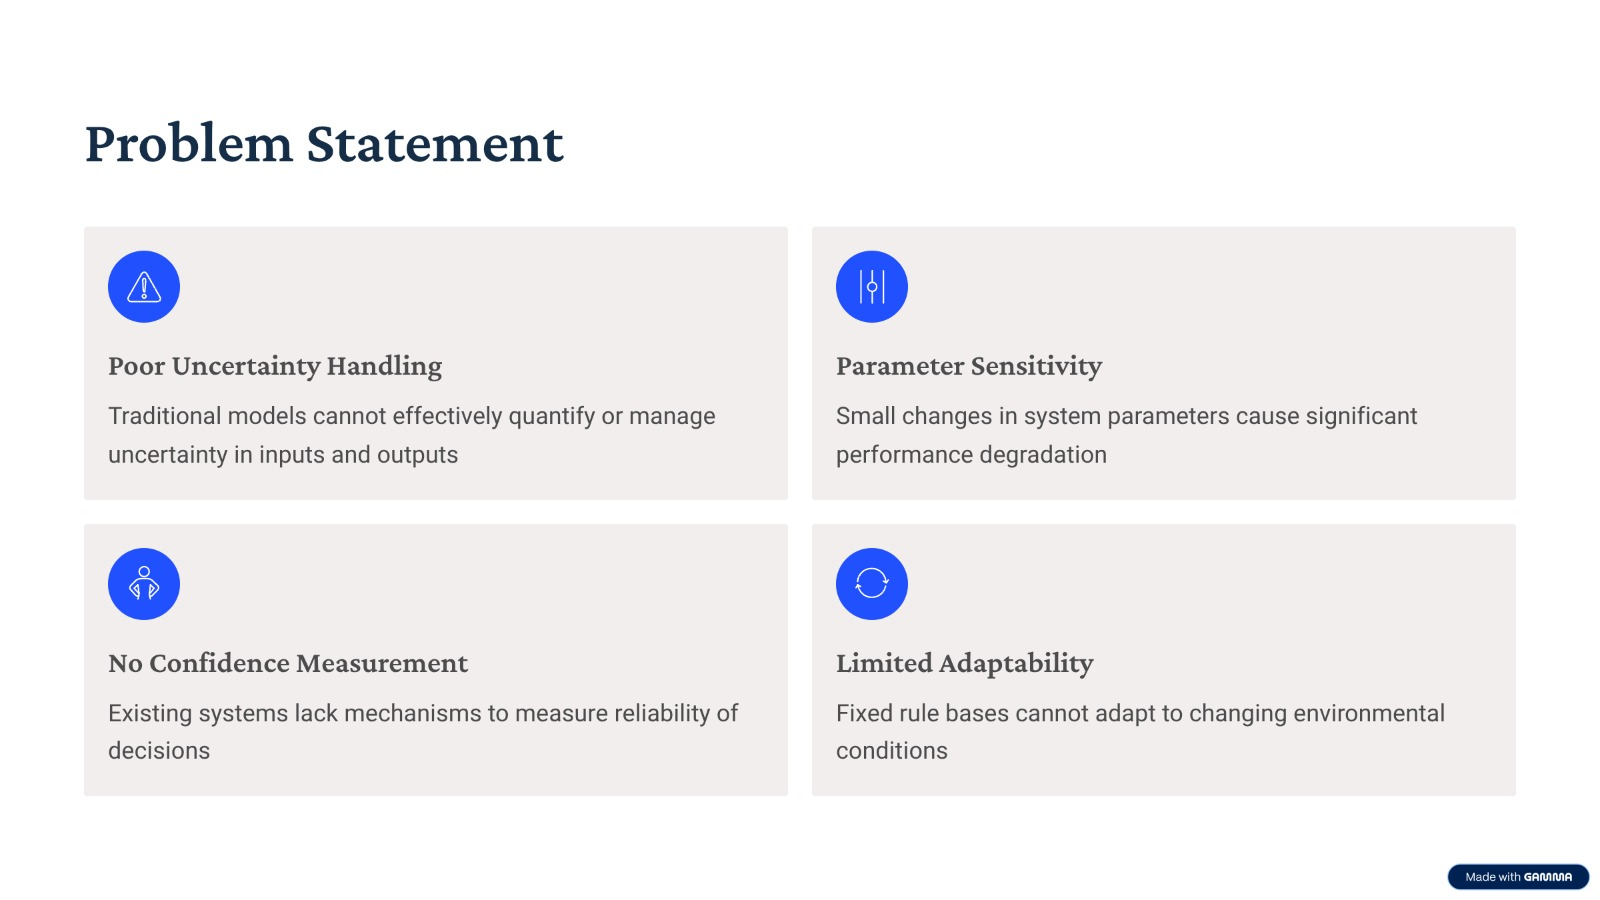 Problem Statement
Poor Uncertainty Handling
Traditional models cannot effectively quantify or manage
uncertainty in inputs and outputs
Parameter Sensitivity
Small changes in system parameters cause significant
performance degradation
No Confidence Measurement
Existing systems lack mechanisms to measure reliability of
decisions
Limited Adaptability
Fixed rule bases cannot adapt to changing environmental
conditions
Made with GAMMA